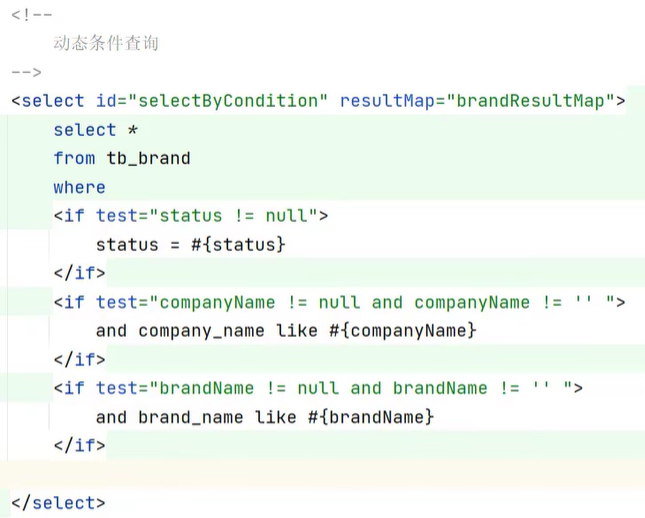 <!--
动态条件查询
-->
<select id="selectByCondition" resultMap="brandResultMap">
select *
from tb_brand
where
<if test="status != null">
status = #{status}
</if>
<if test="companyName != null and companyName != '' ">
and company_name like #{companyName}
</if>
<if test="brandName != null and brandName != '' ">
and brand_name like #{brandName}
</if>
</select>